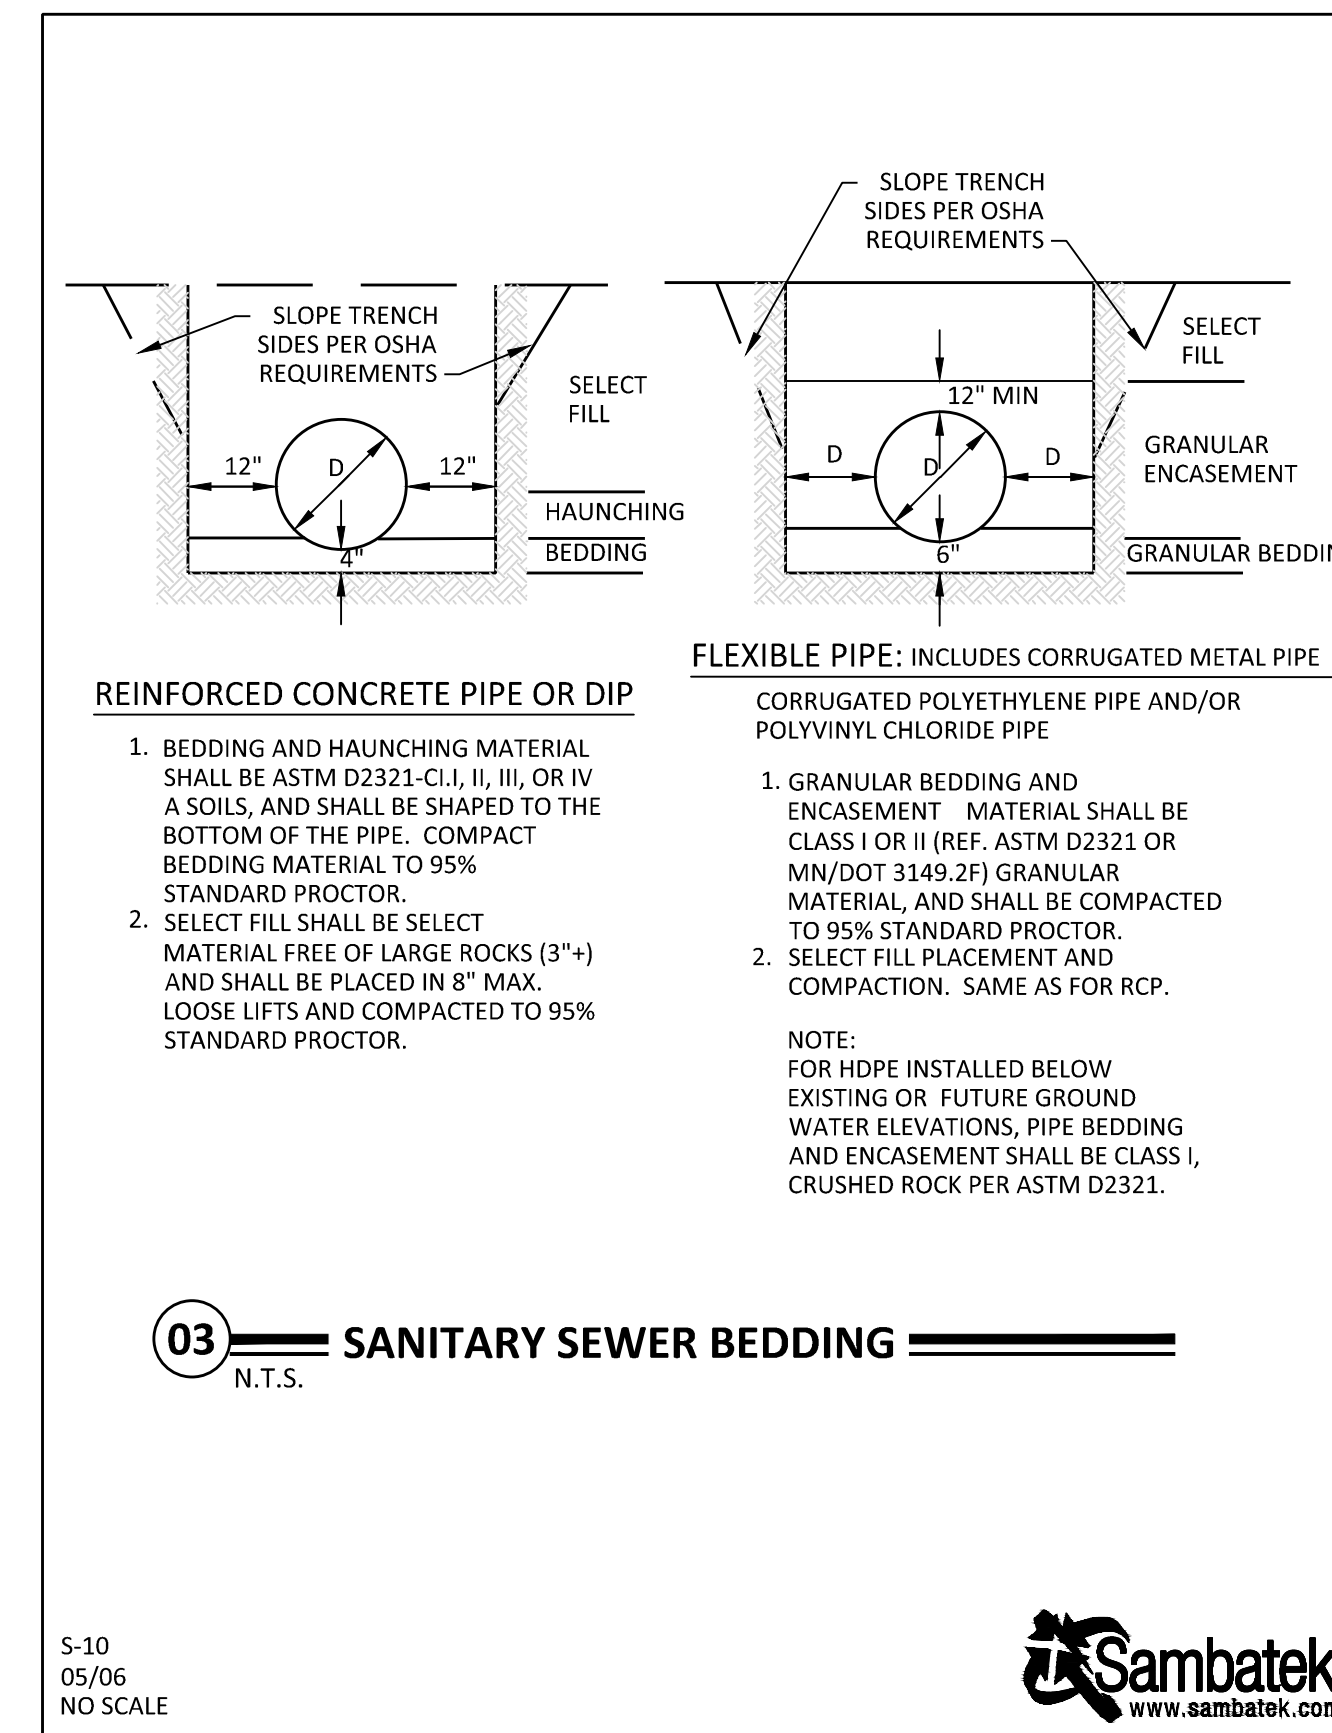 SLOPE TRENCH
SIDES PER OSHA
REQUIREMENTS
SELECT
FILL
12"
D
12"
HAUNCHING
4"
BEDDING
SLOPE TRENCH
SIDES PER OSHA
REQUIREMENTS
SELECT
FILL
12" MIN
D
D
D
GRANULAR
ENCASEMENT
6"
GRANULAR BEDDIN
REINFORCED CONCRETE PIPE OR DIP
1. BEDDING AND HAUNCHING MATERIAL
SHALL BE ASTM D2321-CI.I, II, III, OR IV
A SOILS, AND SHALL BE SHAPED TO THE
BOTTOM OF THE PIPE. COMPACT
BEDDING MATERIAL TO 95%
STANDARD PROCTOR.
2. SELECT FILL SHALL BE SELECT
MATERIAL FREE OF LARGE ROCKS (3"+)
AND SHALL BE PLACED IN 8" MAX.
LOOSE LIFTS AND COMPACTED TO 95%
STANDARD PROCTOR.
FLEXIBLE PIPE: INCLUDES CORRUGATED METAL PIPE
CORRUGATED POLYETHYLENE PIPE AND/OR
POLYVINYL CHLORIDE PIPE
1. GRANULAR BEDDING AND
ENCASEMENT MATERIAL SHALL BE
CLASS I OR II (REF. ASTM D2321 OR
MN/DOT 3149.2F) GRANULAR
MATERIAL, AND SHALL BE COMPACTED
TO 95% STANDARD PROCTOR.
2. SELECT FILL PLACEMENT AND
COMPACTION. SAME AS FOR RCP.
NOTE:
FOR HDPE INSTALLED BELOW
EXISTING OR FUTURE GROUND
WATER ELEVATIONS, PIPE BEDDING
AND ENCASEMENT SHALL BE CLASS I,
CRUSHED ROCK PER ASTM D2321.
03 SANITARY SEWER BEDDING
N.T.S.
S-10
05/06
NO SCALE
Sambatek
www.sambatek.com